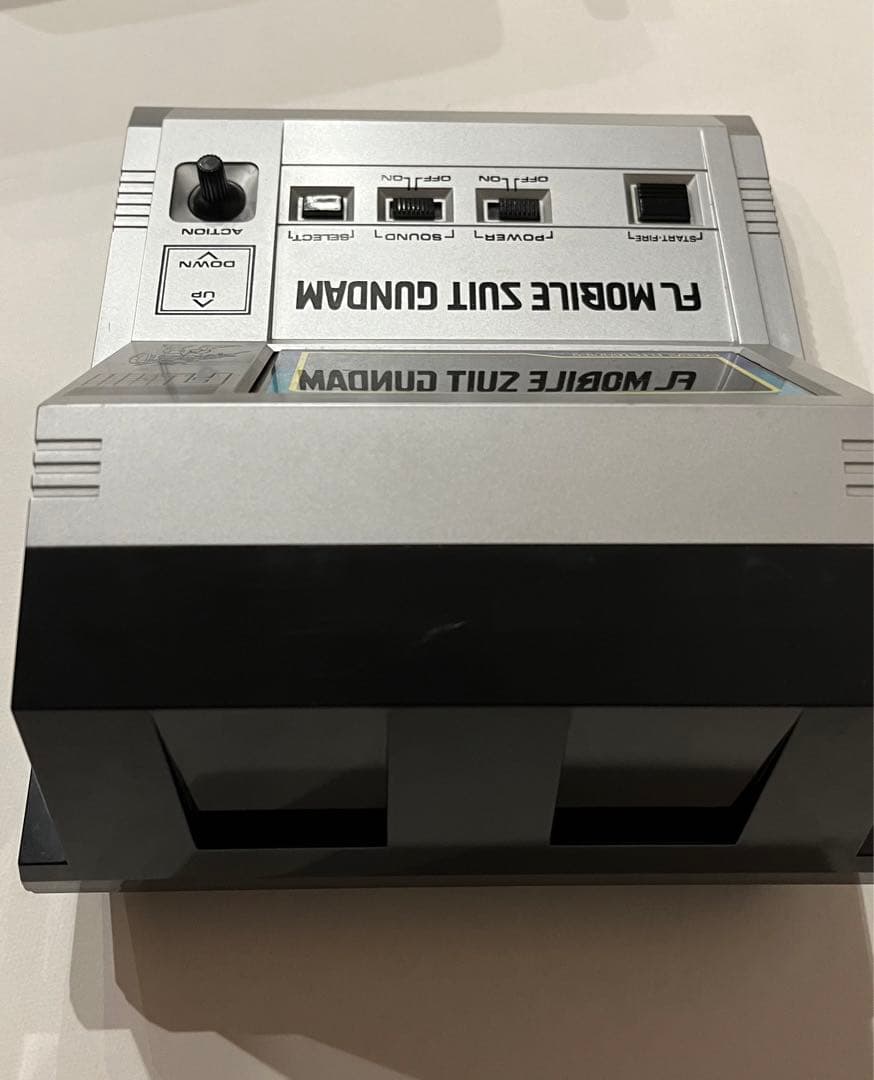 FL MOBILE SUIT GUNDAM
FL MOBILE SUIT GUNDAM
UP
DOWN
START·FIRE
POWER
SOUND
SELECT
ACTION
OFF ON
OFF ON